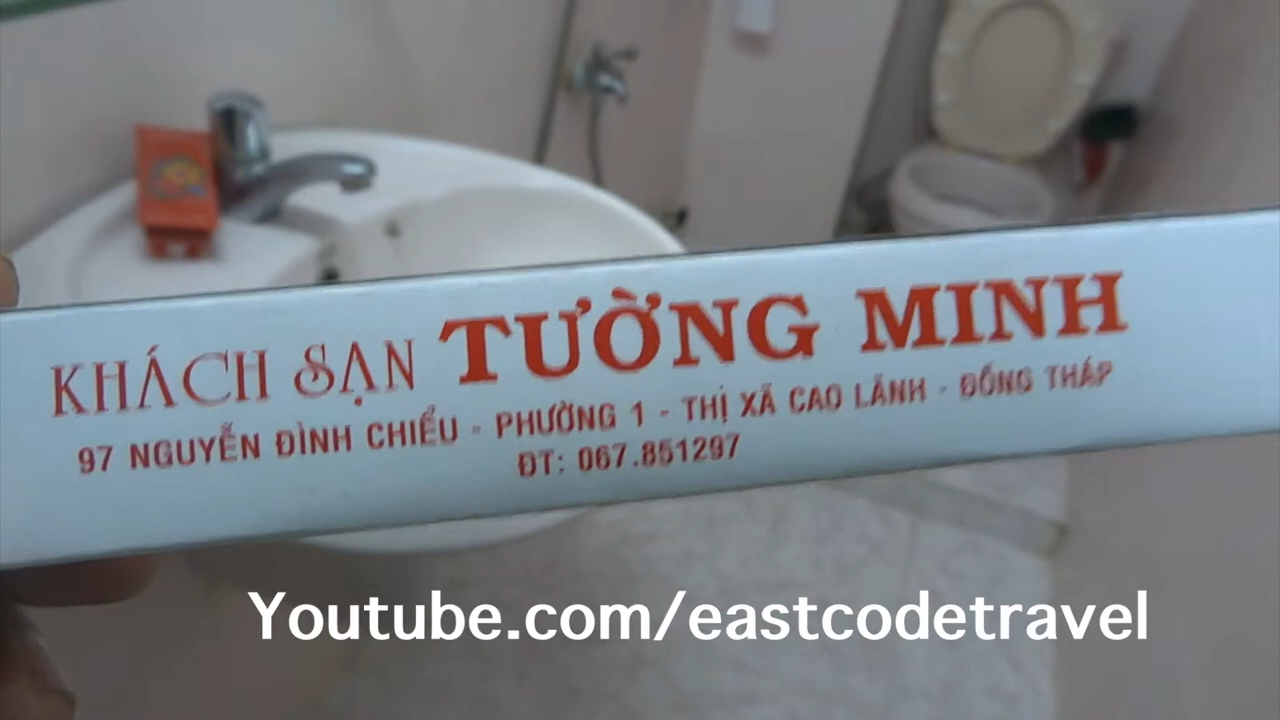 KHÁCH SẠN TƯỜNG MINH
97 NGUYỄN ĐÌNH CHIỂU - PHƯỜNG 1 - THỊ XÃ CAO LÃNH - ĐỒNG THÁP
ĐT: 067.851297
Youtube.com/eastcodetravel